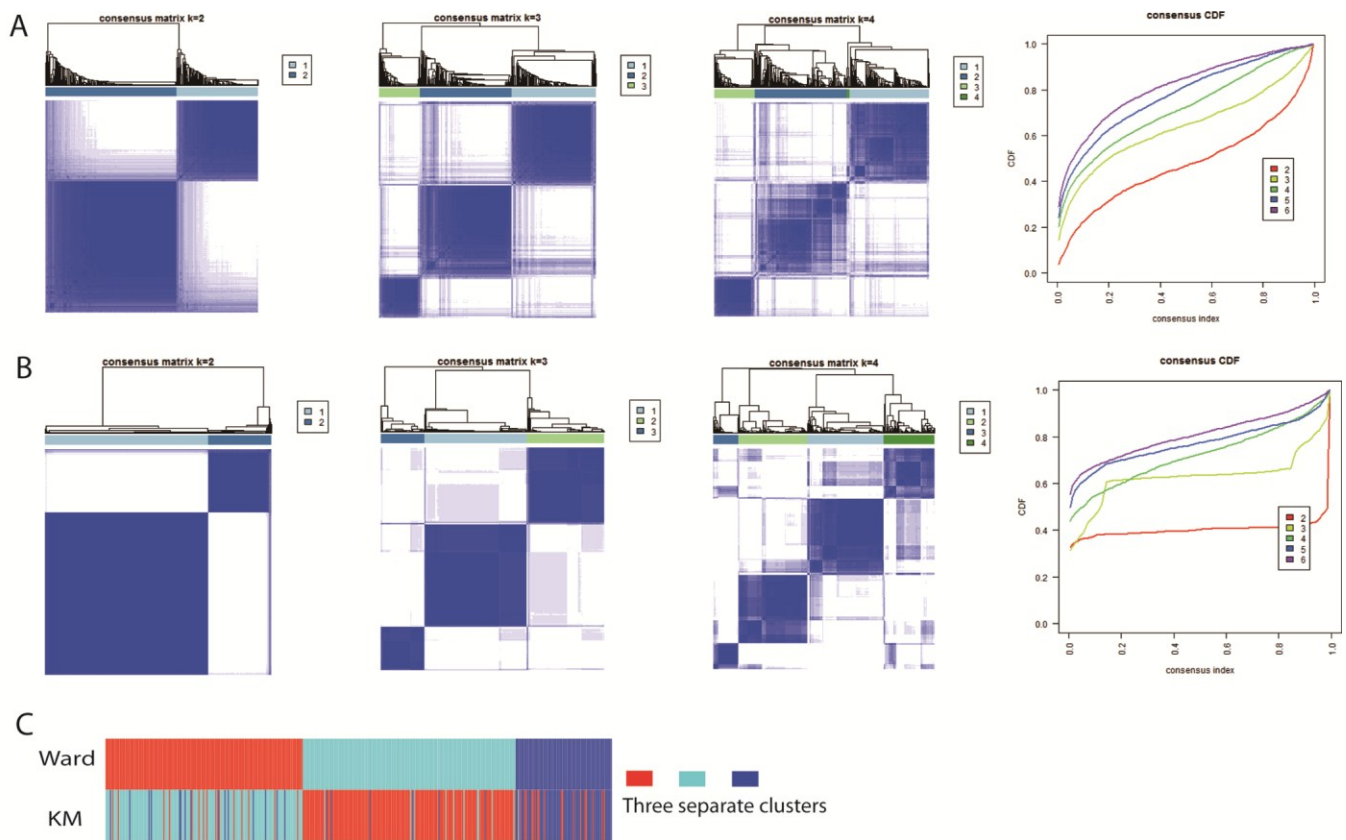 A
consensus matrix k=2
1
2
consensus matrix k=3
1
2
3
consensus matrix k=4
1
2
3
4
consensus CDF
CDF
1.0
0.8
0.6
0.4
0.2
0.0
2
3
4
5
6
0.0 0.2 0.4 0.6 0.8 1.0
consensus index
B
consensus matrix k=2
1
2
consensus matrix k=3
1
2
3
consensus matrix k=4
1
2
3
4
consensus CDF
CDF
1.0
0.8
0.6
0.4
0.2
0.0
2
3
4
5
6
0.0 0.2 0.4 0.6 0.8 1.0
consensus index
C
Ward
KM
Three separate clusters